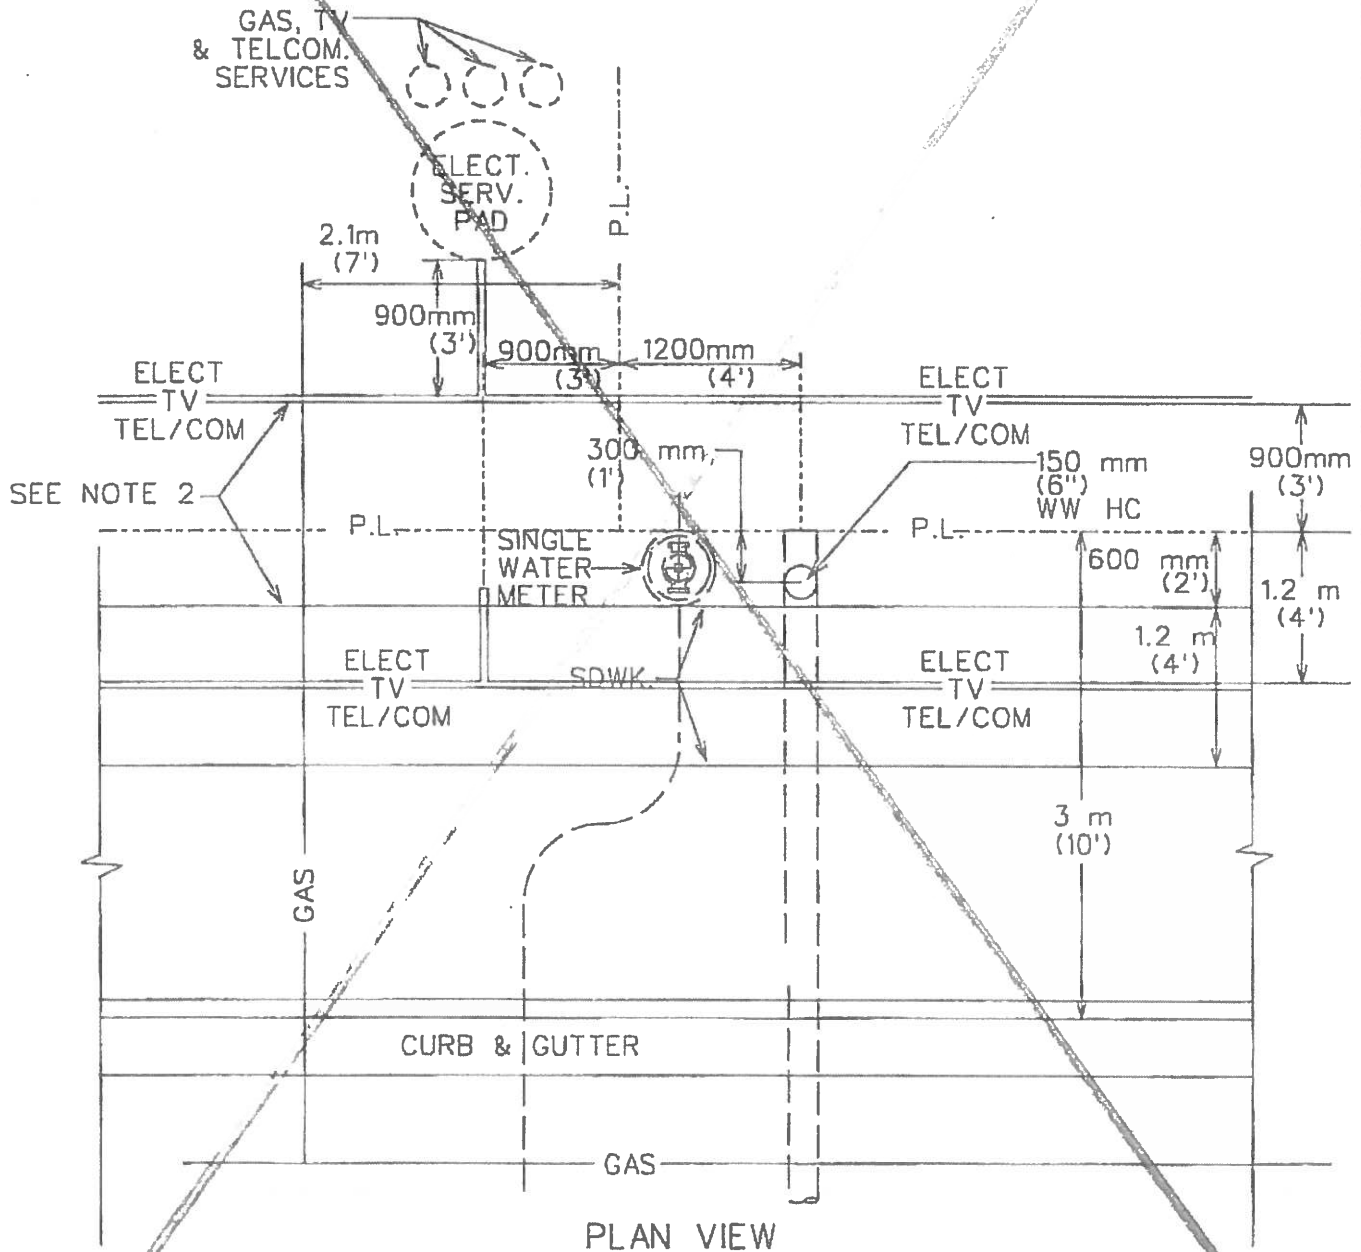 GAS, TV
& TELCOM.
SERVICES
ELECT.
SERV.
PAD
P.L.
2.1m
(7')
900mm
(3')
900mm
(3')
1200mm
(4')
ELECT
TV
TEL/COM
ELECT
TV
TEL/COM
300 mm,
(1')
150 mm
(6")
WW HC
900mm
(3')
SEE NOTE 2
P.L.
P.L.
SINGLE
WATER
METER
600 mm
(2')
1.2 m
(4')
1.2 m
(4')
ELECT
TV
TEL/COM
SDWK.
ELECT
TV
TEL/COM
3 m
(10')
GAS
CURB & GUTTER
GAS
PLAN VIEW